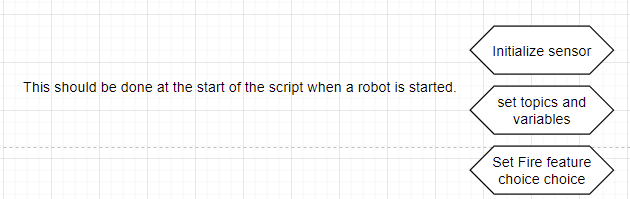 Initialize sensor
This should be done at the start of the script when a robot is started.
set topics and
variables
Set Fire feature
choice choice